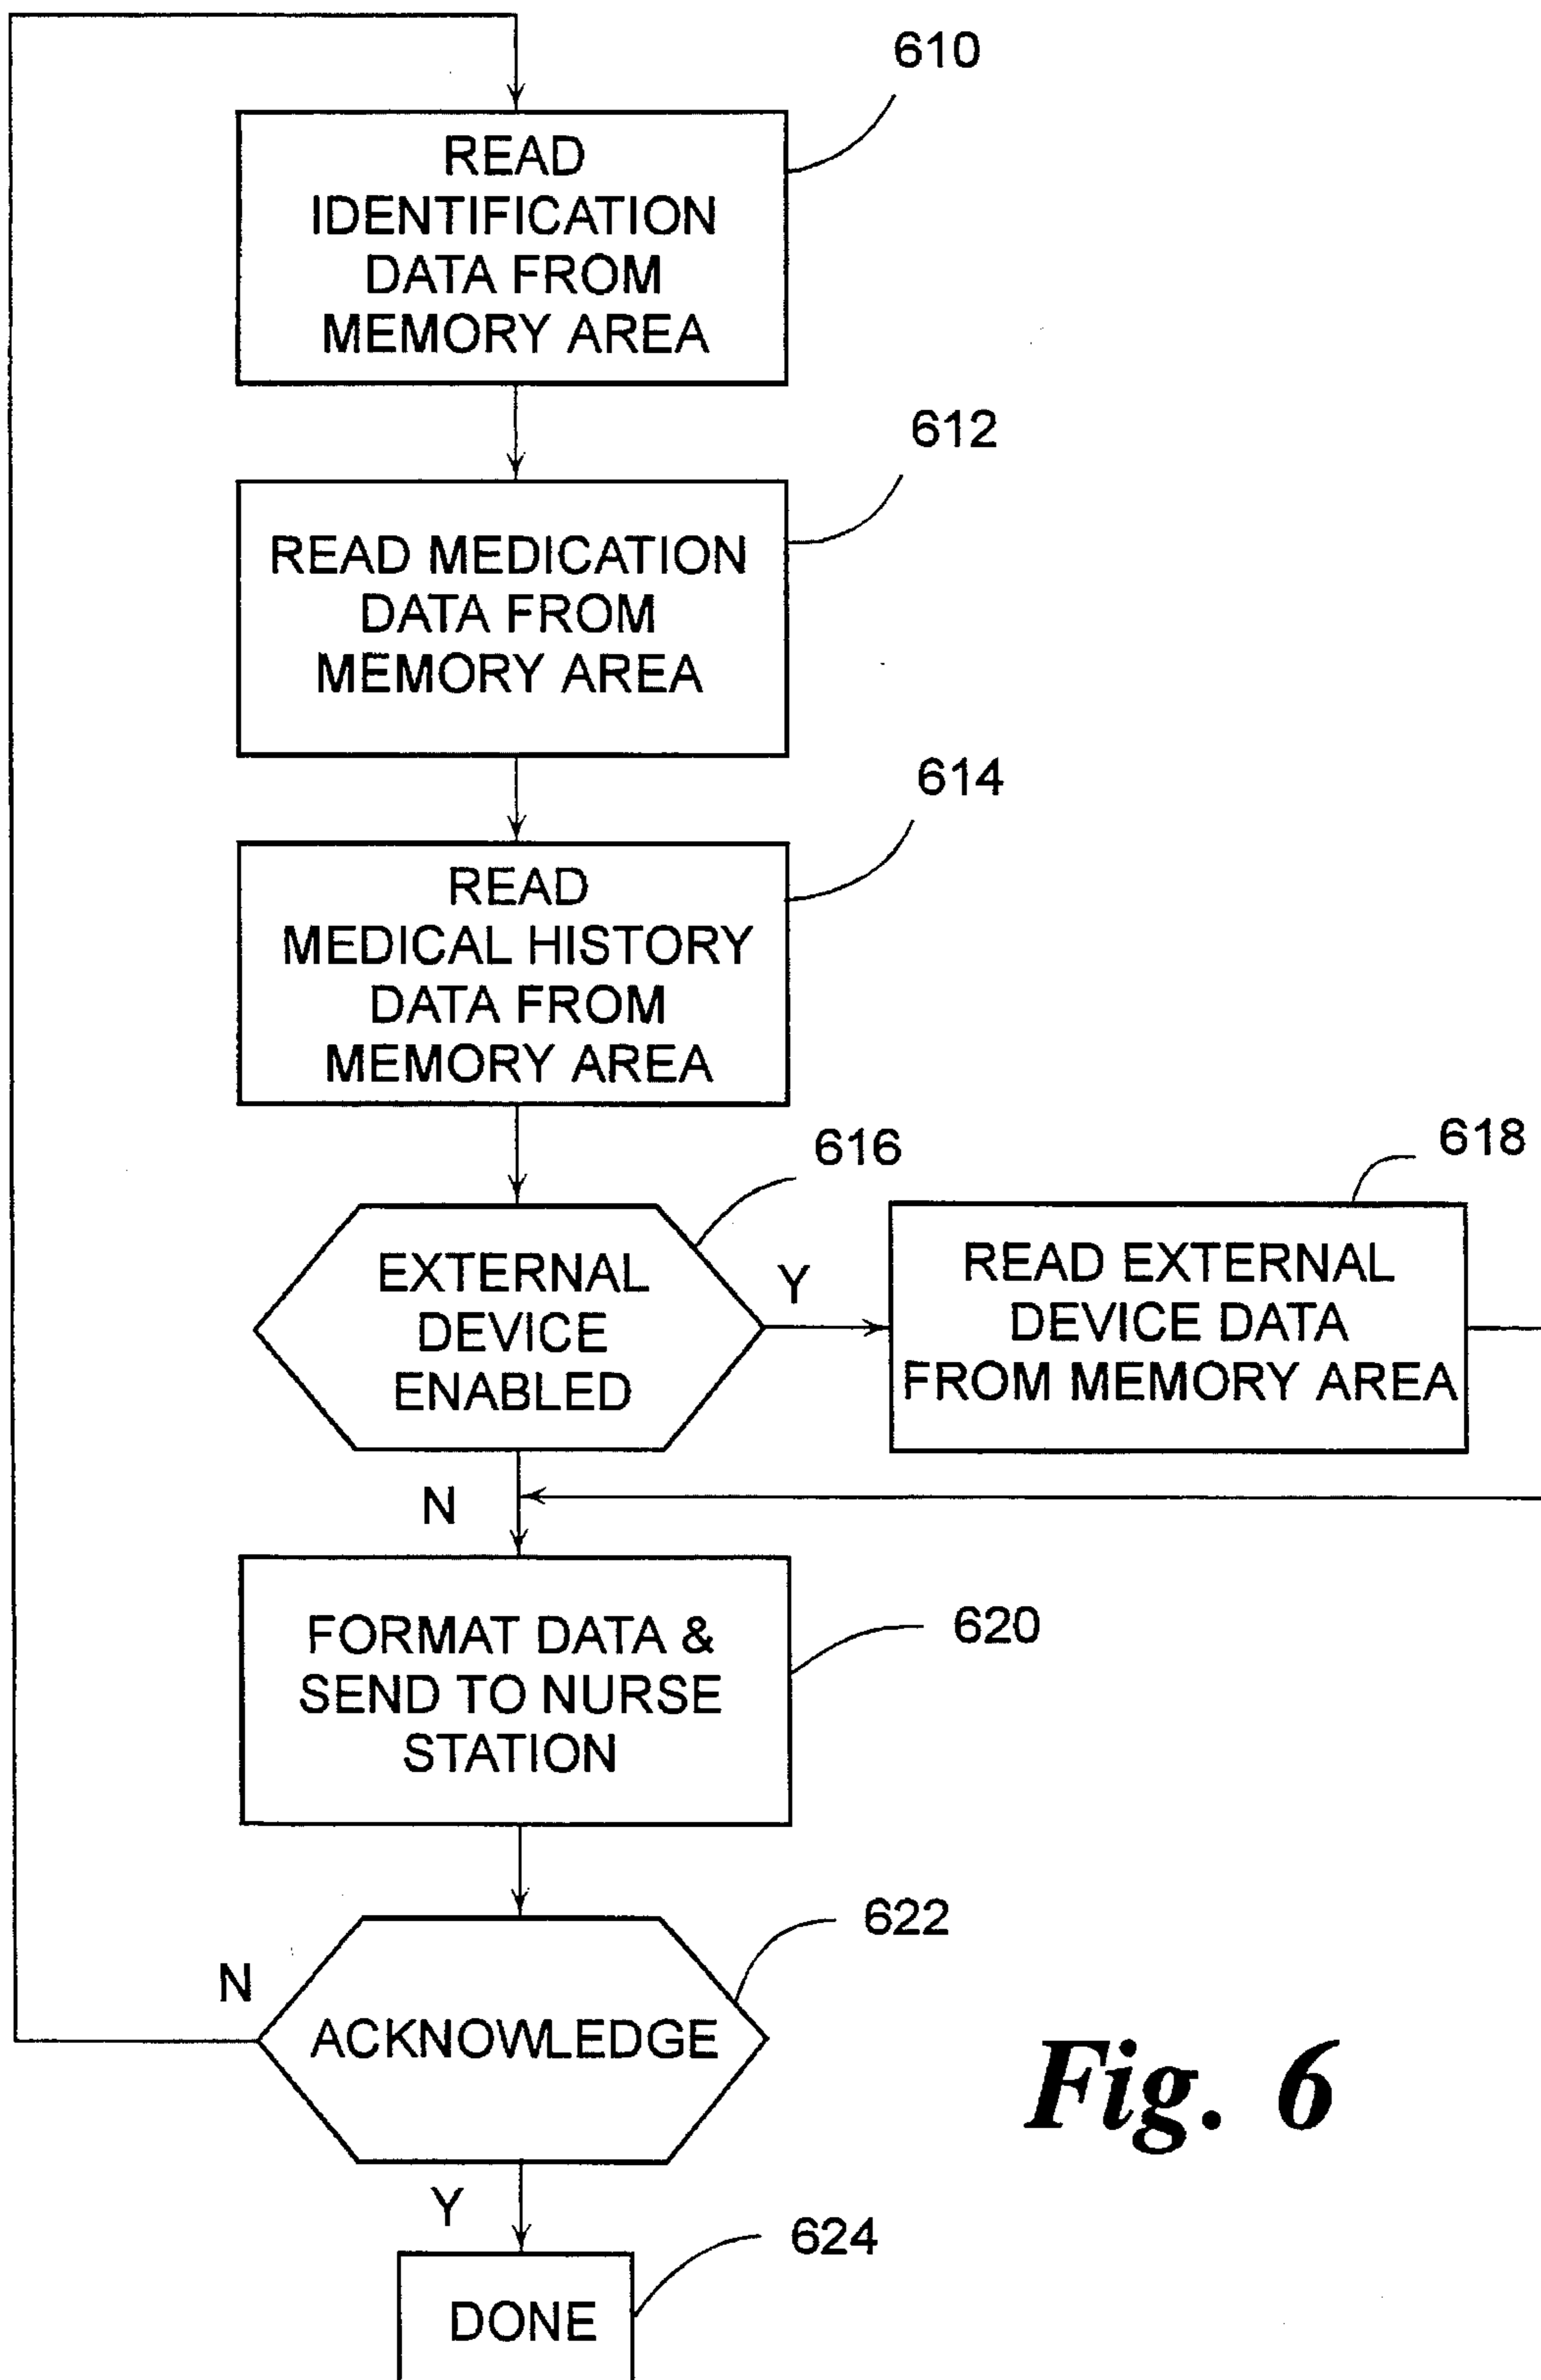 610
READ
IDENTIFICATION
DATA FROM
MEMORY AREA
612
READ MEDICATION
DATA FROM
MEMORY AREA
614
READ
MEDICAL HISTORY
DATA FROM
MEMORY AREA
616
618
EXTERNAL
DEVICE
ENABLED
Y
READ EXTERNAL
DEVICE DATA
FROM MEMORY AREA
N
FORMAT DATA &
SEND TO NURSE
STATION
620
622
N
ACKNOWLEDGE
Fig. 6
Y
624
DONE